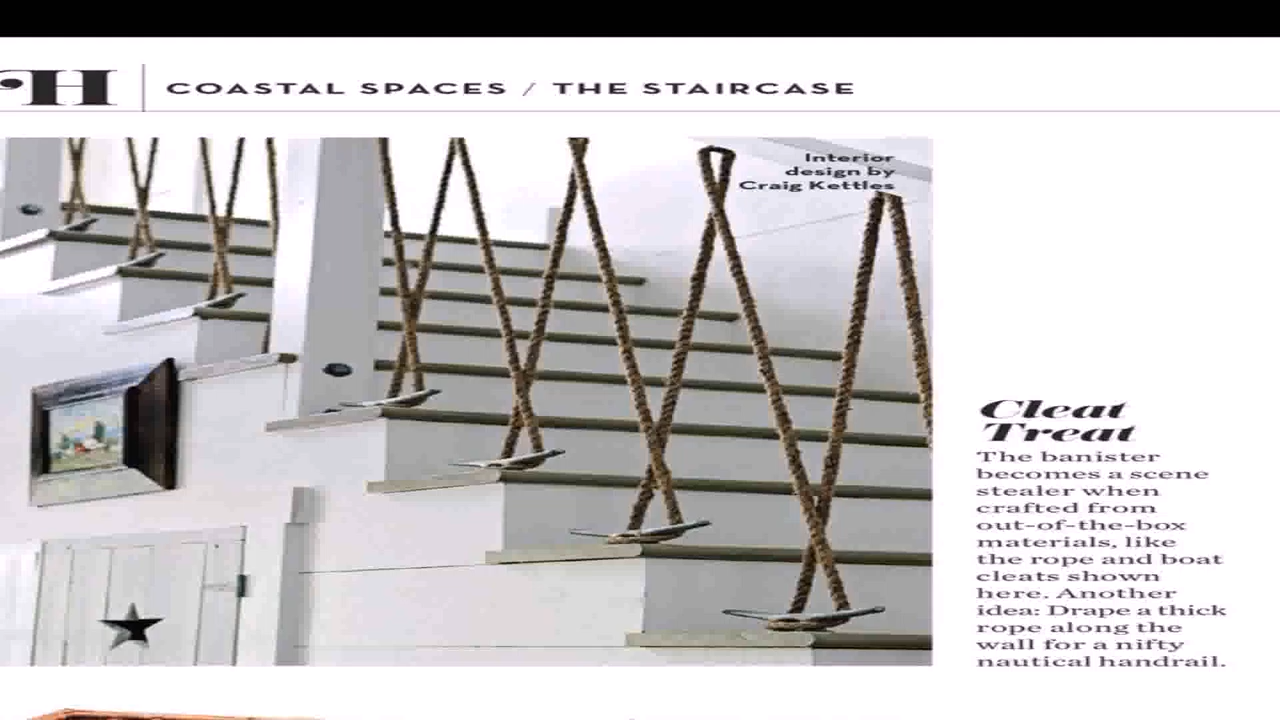 H
COASTAL SPACES / THE STAIRCASE
Interior
design by
Craig Kettles
Cleat
Treat
The banister
becomes a scene
stealer when
crafted from
out-of-the-box
materials, like
the rope and boat
cleats shown
here. Another
idea: Drape a thick
rope along the
wall for a nifty
nautical handrail.